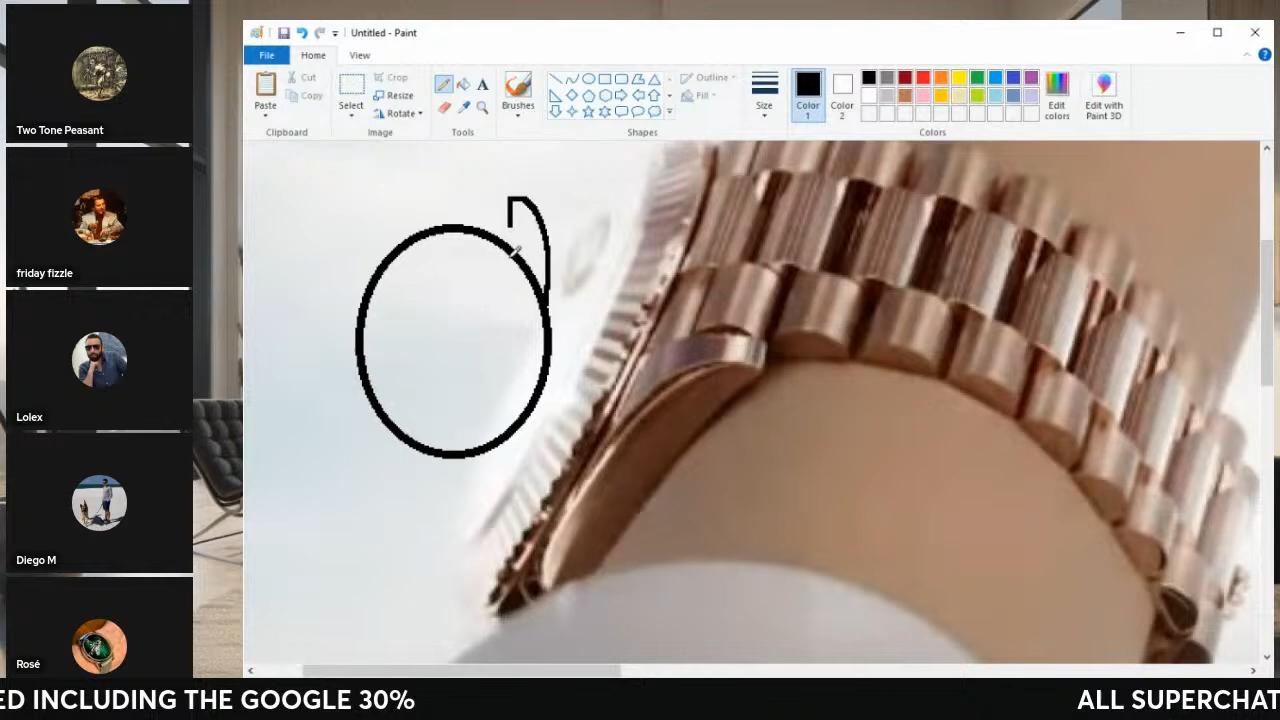 Untitled - Paint
File
Home
View
Paste
Cut
Copy
Clipboard
Select
Crop
Resize
Rotate
Image
A
Tools
Brushes
Outline
Fill
Shapes
Size
Color
1
Color
2
Edit
colors
Edit with
Paint 3D
Colors
Two Tone Peasant
friday fizzle
Lolex
Diego M
Rosé
ED INCLUDING THE GOOGLE 30%
ALL SUPERCHAT